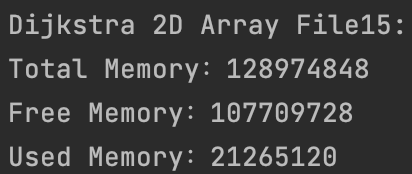 Dijkstra 2D Array File15:
Total Memory: 128974848
Free Memory: 107709728
Used Memory: 21265120